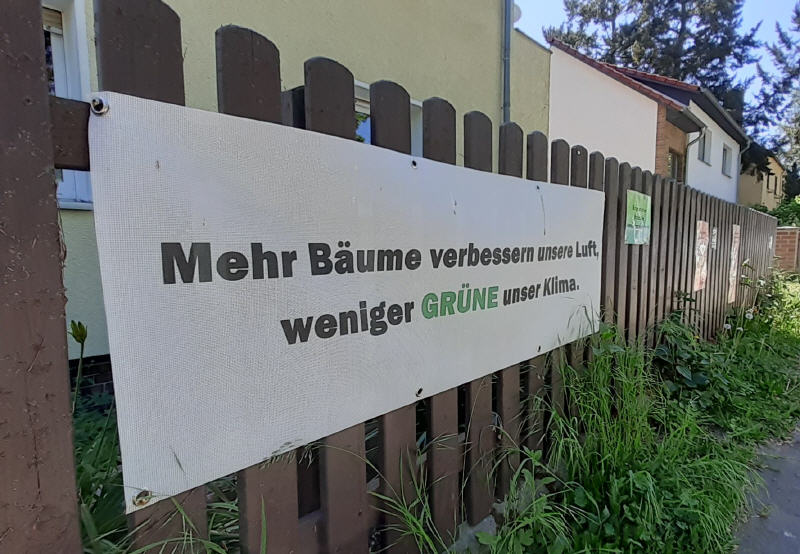 Mehr Bäume verbessern unsere Luft,
weniger GRÜNE unser Klima.